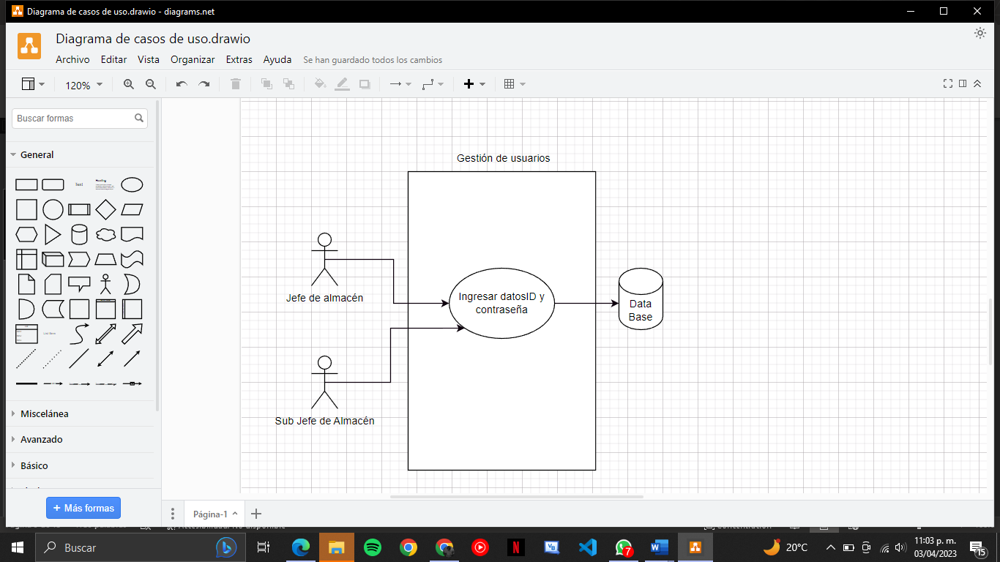 Diagrama de casos de uso.drawio - diagrams.net
Diagrama de casos de uso.drawio
Archivo Editar Vista Organizar Extras Ayuda Se han guardado todos los cambios
120%
Buscar formas
General
Text
Heading
List Item
Miscelánea
Avanzado
Básico
+ Más formas
Gestión de usuarios
Jefe de almacén
Ingresar datosID y
contraseña
Data
Base
Sub Jefe de Almacén
Página-1
Buscar
7
20°C
11:03 p. m.
03/04/2023
15